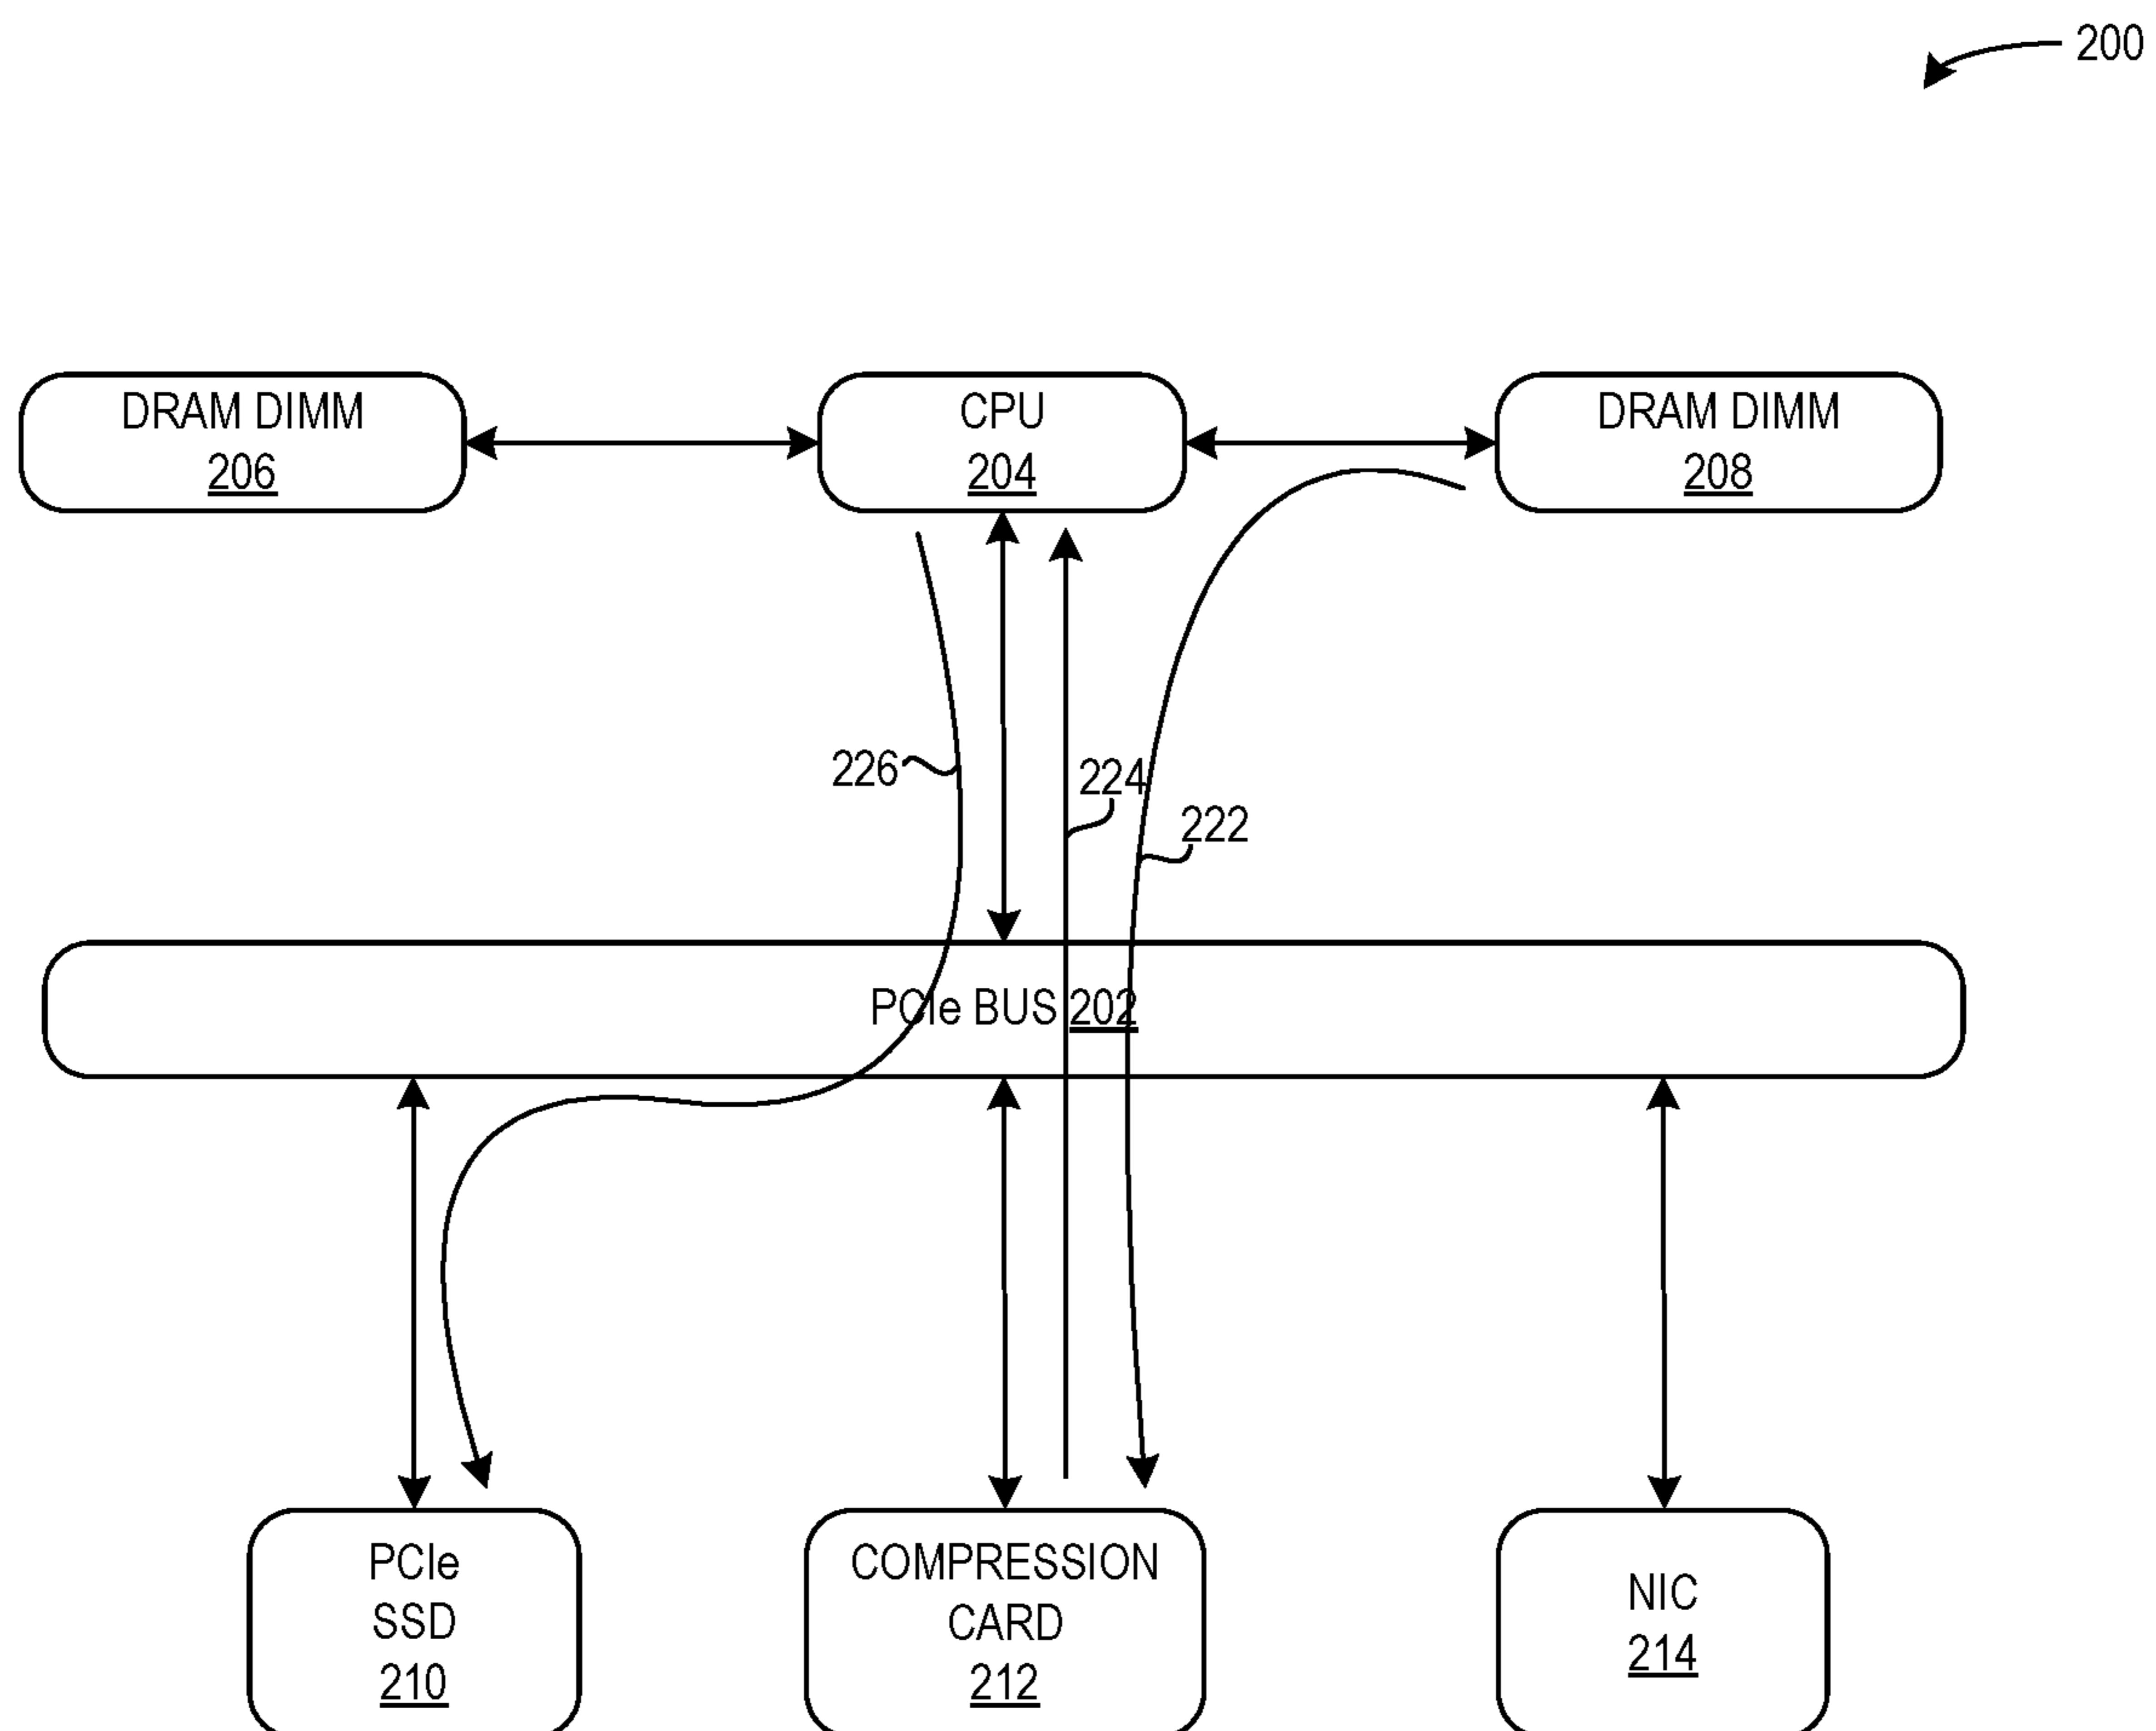 200
DRAM DIMM
206
CPU
204
DRAM DIMM
208
226
224
222
PCIe BUS 202
PCIe
SSD
210
COMPRESSION
CARD
212
NIC
214